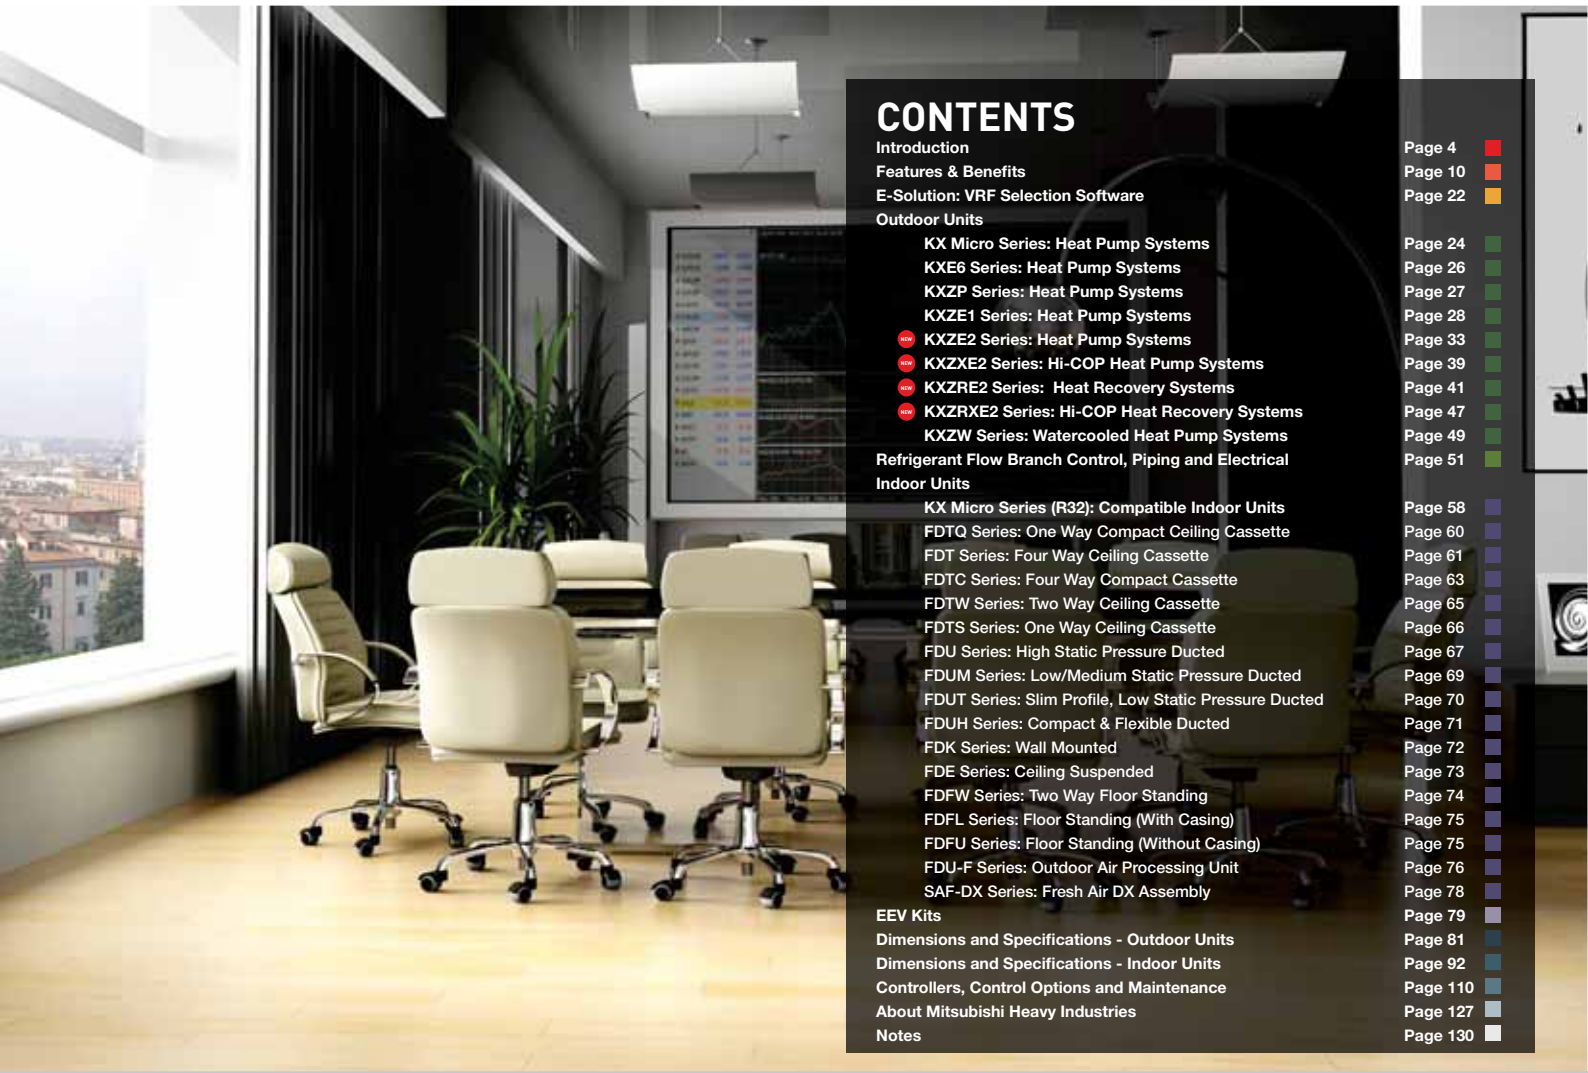 CONTENTS
Introduction Page 4
Features & Benefits Page 10
E-Solution: VRF Selection Software Page 22
Outdoor Units
KX Micro Series: Heat Pump Systems Page 24
KXE6 Series: Heat Pump Systems Page 26
KXZP Series: Heat Pump Systems Page 27
KXZE1 Series: Heat Pump Systems Page 28
NEW KXZE2 Series: Heat Pump Systems Page 33
NEW KXZXE2 Series: Hi-COP Heat Pump Systems Page 39
NEW KXZRE2 Series: Heat Recovery Systems Page 41
NEW KXZRXE2 Series: Hi-COP Heat Recovery Systems Page 47
KXZW Series: Watercooled Heat Pump Systems Page 49
Refrigerant Flow Branch Control, Piping and Electrical Page 51
Indoor Units
KX Micro Series (R32): Compatible Indoor Units Page 58
FDTQ Series: One Way Compact Ceiling Cassette Page 60
FDT Series: Four Way Ceiling Cassette Page 61
FDTC Series: Four Way Compact Cassette Page 63
FDTW Series: Two Way Ceiling Cassette Page 65
FDTS Series: One Way Ceiling Cassette Page 66
FDU Series: High Static Pressure Ducted Page 67
FDUM Series: Low/Medium Static Pressure Ducted Page 69
FDUT Series: Slim Profile, Low Static Pressure Ducted Page 70
FDUH Series: Compact & Flexible Ducted Page 71
FDK Series: Wall Mounted Page 72
FDE Series: Ceiling Suspended Page 73
FDFW Series: Two Way Floor Standing Page 74
FDFL Series: Floor Standing (With Casing) Page 75
FDFU Series: Floor Standing (Without Casing) Page 75
FDU-F Series: Outdoor Air Processing Unit Page 76
SAF-DX Series: Fresh Air DX Assembly Page 78
EEV Kits Page 79
Dimensions and Specifications - Outdoor Units Page 81
Dimensions and Specifications - Indoor Units Page 92
Controllers, Control Options and Maintenance Page 110
About Mitsubishi Heavy Industries Page 127
Notes Page 130